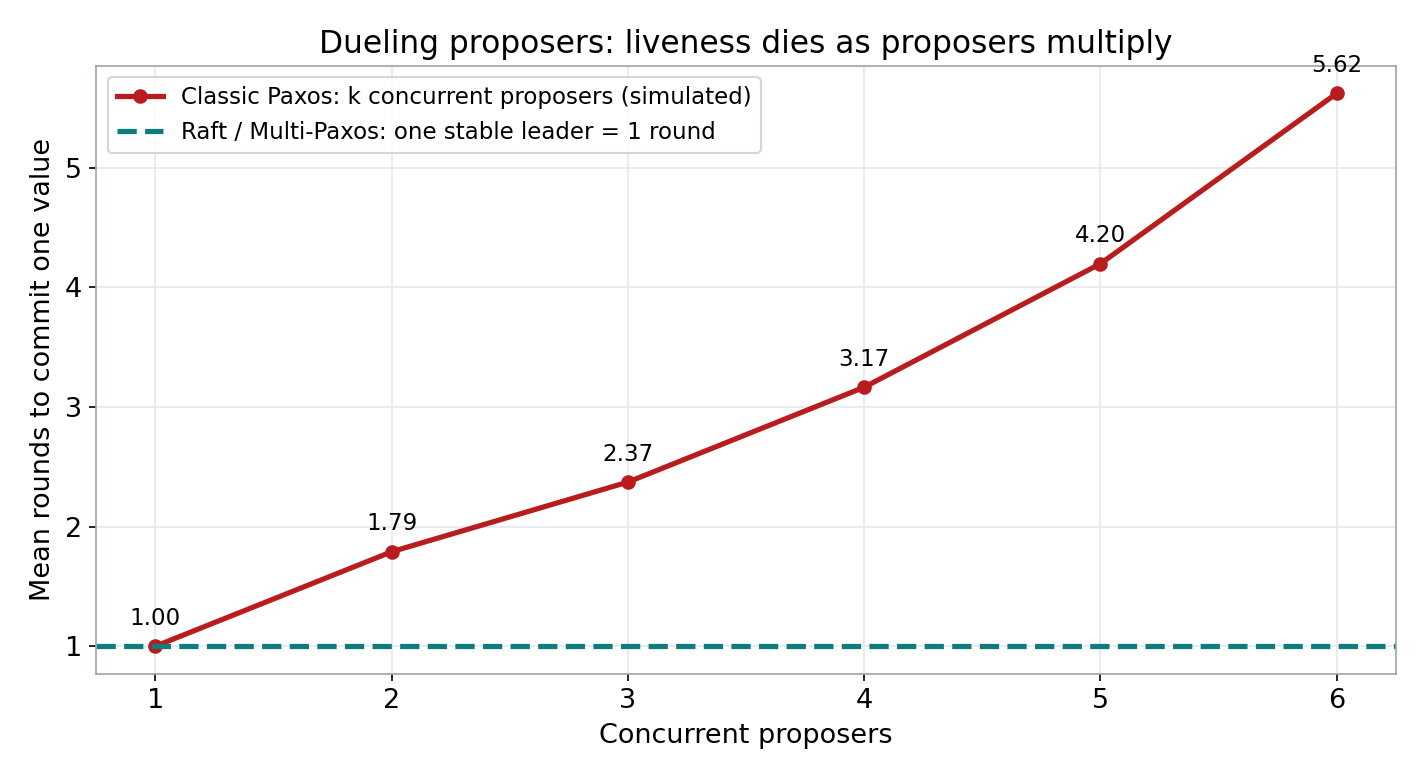 Dueling proposers: liveness dies as proposers multiply
Classic Paxos: k concurrent proposers (simulated)
Raft / Multi-Paxos: one stable leader = 1 round
Mean rounds to commit one value
5
4
3
2
1
1.00
1.79
2.37
3.17
4.20
5.62
1 2 3 4 5 6
Concurrent proposers